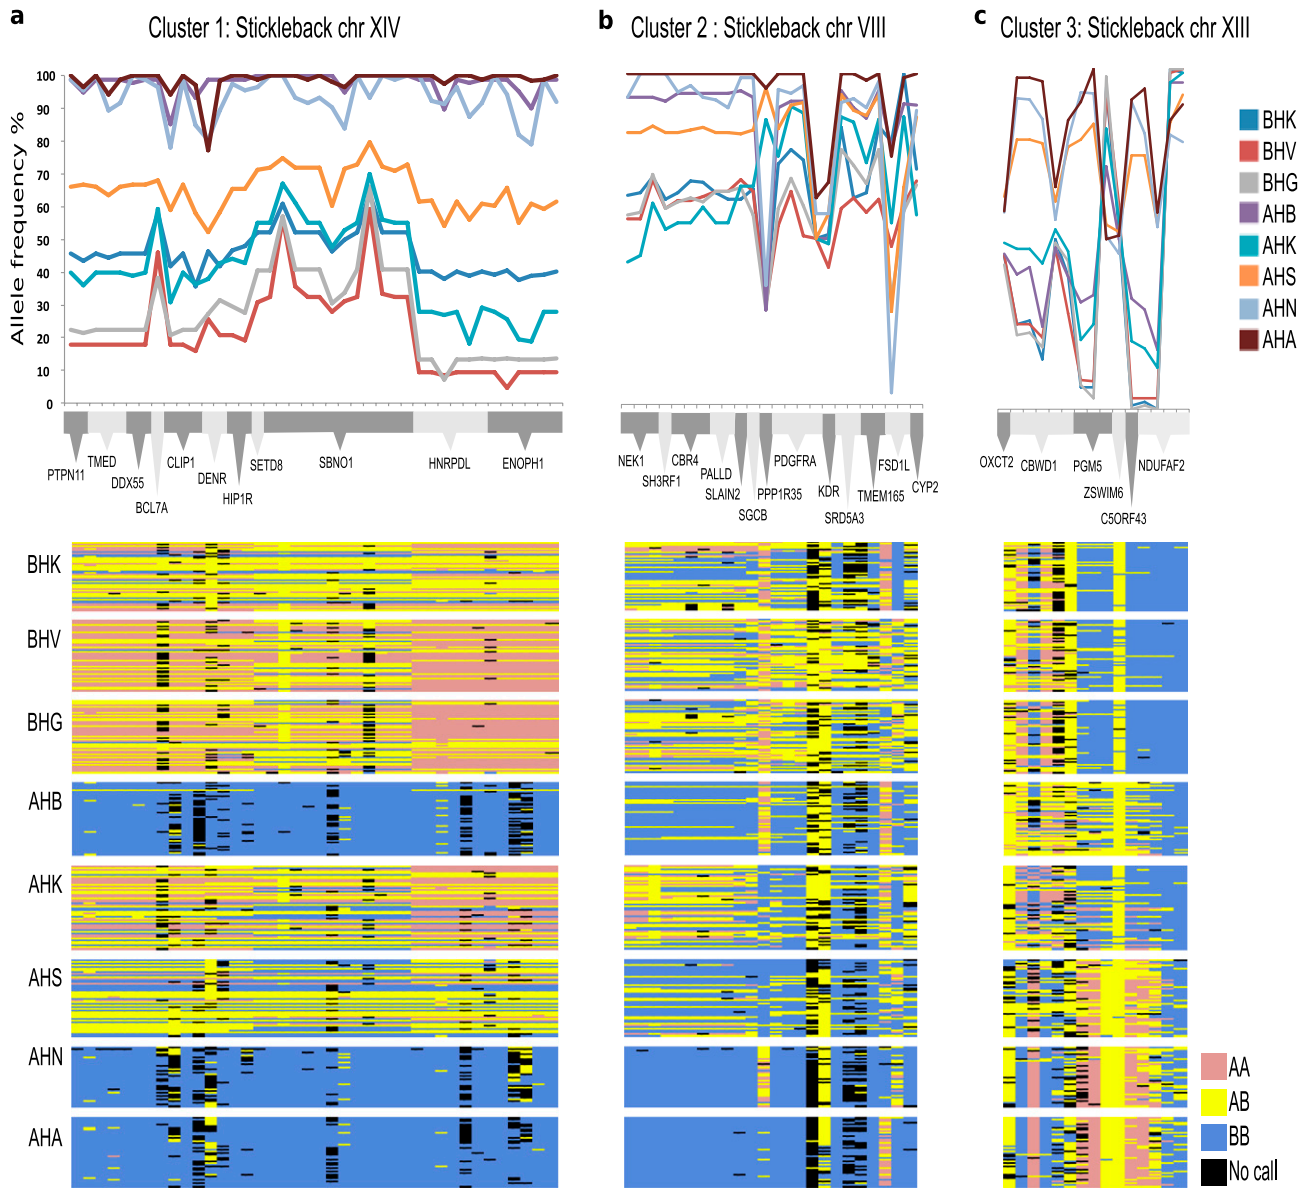 a
Cluster 1: Stickleback chr XIV
b
Cluster 2 : Stickleback chr VIII
c
Cluster 3: Stickleback chr XIII
Allele frequency %
100
90
80
70
60
50
40
30
20
10
0
BHK
BHV
BHG
AHB
AHK
AHS
AHN
AHA
PTPN11
TMED
DDX55
BCL7A
CLIP1
DENR
HIP1R
SETD8
SBNO1
HNRPDL
ENOPH1
NEK1
SH3RF1
CBR4
PALLD
SLAIN2
SGCB
PPP1R35
PDGFRA
KDR
SRD5A3
TMEM165
FSD1L
CYP2
OXCT2
CBWD1
PGM5
ZSWIM6
C5ORF43
NDUFAF2
BHK
BHV
BHG
AHB
AHK
AHS
AHN
AHA
AA
AB
BB
No call